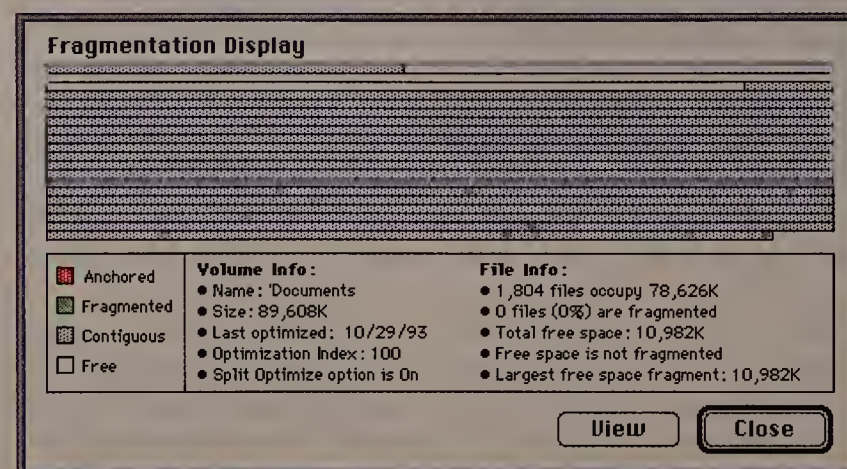 Fragmentation Display
Anchored
Fragmented
Contiguous
Free
Volume Info:
• Name: 'Documents
• Size: 89,608K
• Last optimized: 10/29/93
• Optimization Index: 100
• Split Optimize option is On
File Info:
• 1,804 files occupy 78,626K
• 0 files (0%) are fragmented
• Total free space: 10,982K
• Free space is not fragmented
• Largest free space fragment: 10,982K
View
Close